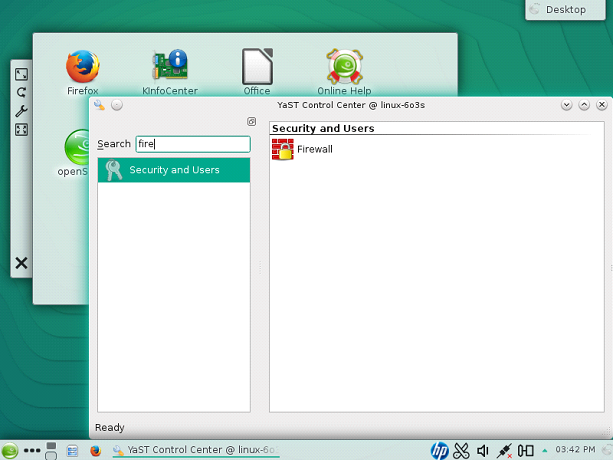 Desktop
Firefox
KInfoCenter
Office
Online Help
openS
YaST Control Center @ linux-6o3s
Search
fire
Security and Users
Security and Users
Firewall
Ready
YaST Control Center @ linux-6o
hp
03:42 PM